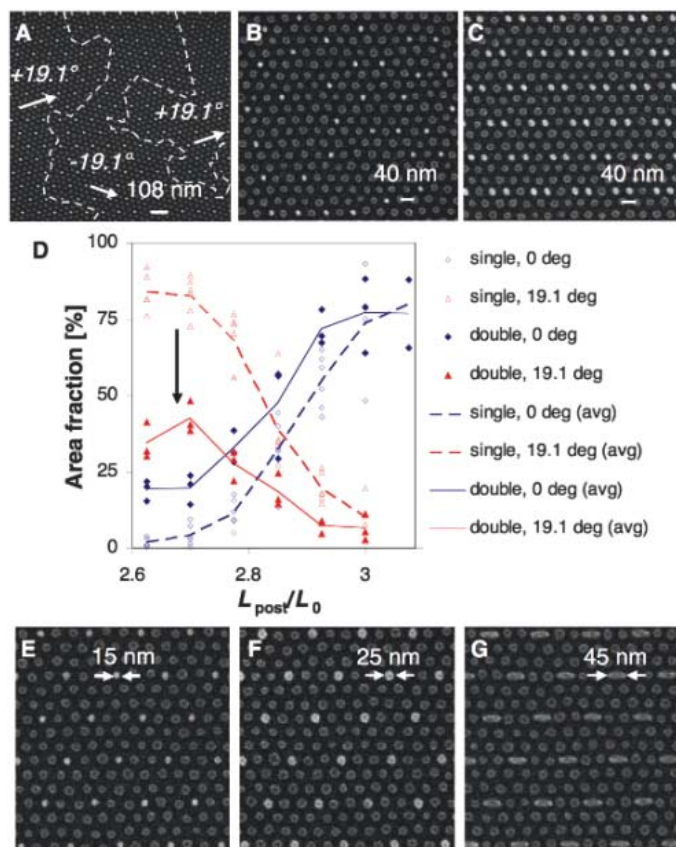 A
+19.1°
+19.1°
-19.1°
108 nm
B
40 nm
C
40 nm
D
Area fraction [%]
100
75
50
25
0
2.6
2.8
3
L_post/L_0
single, 0 deg
single, 19.1 deg
double, 0 deg
double, 19.1 deg
single, 0 deg (avg)
single, 19.1 deg (avg)
double, 0 deg (avg)
double, 19.1 deg (avg)
E
15 nm
F
25 nm
G
45 nm